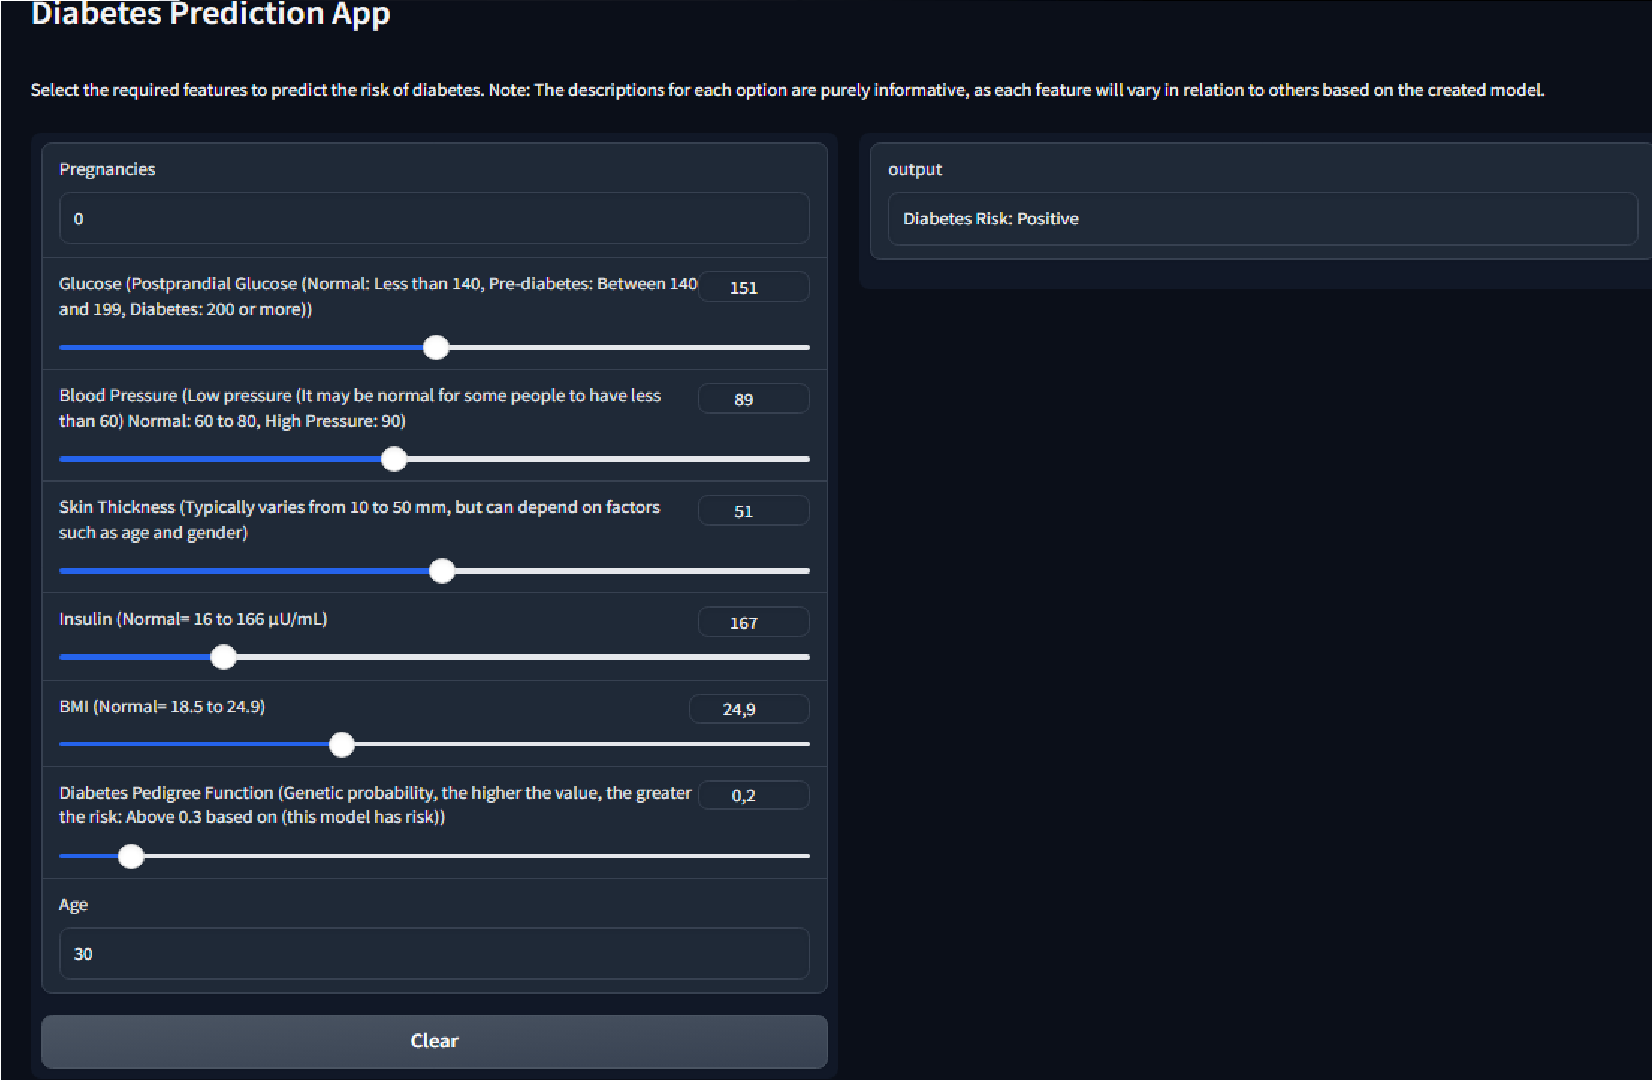 Diabetes Prediction App
Select the required features to predict the risk of diabetes. Note: The descriptions for each option are purely informative, as each feature will vary in relation to others based on the created model.
Pregnancies
0
Glucose (Postprandial Glucose (Normal: Less than 140, Pre-diabetes: Between 140
and 199, Diabetes: 200 or more))
151
Blood Pressure (Low pressure (It may be normal for some people to have less
than 60) Normal: 60 to 80, High Pressure: 90)
89
Skin Thickness (Typically varies from 10 to 50 mm, but can depend on factors
such as age and gender)
51
Insulin (Normal= 16 to 166 μU/mL)
167
BMI (Normal= 18.5 to 24.9)
24,9
Diabetes Pedigree Function (Genetic probability, the higher the value, the greater
the risk: Above 0.3 based on (this model has risk))
0,2
Age
30
Clear
output
Diabetes Risk: Positive